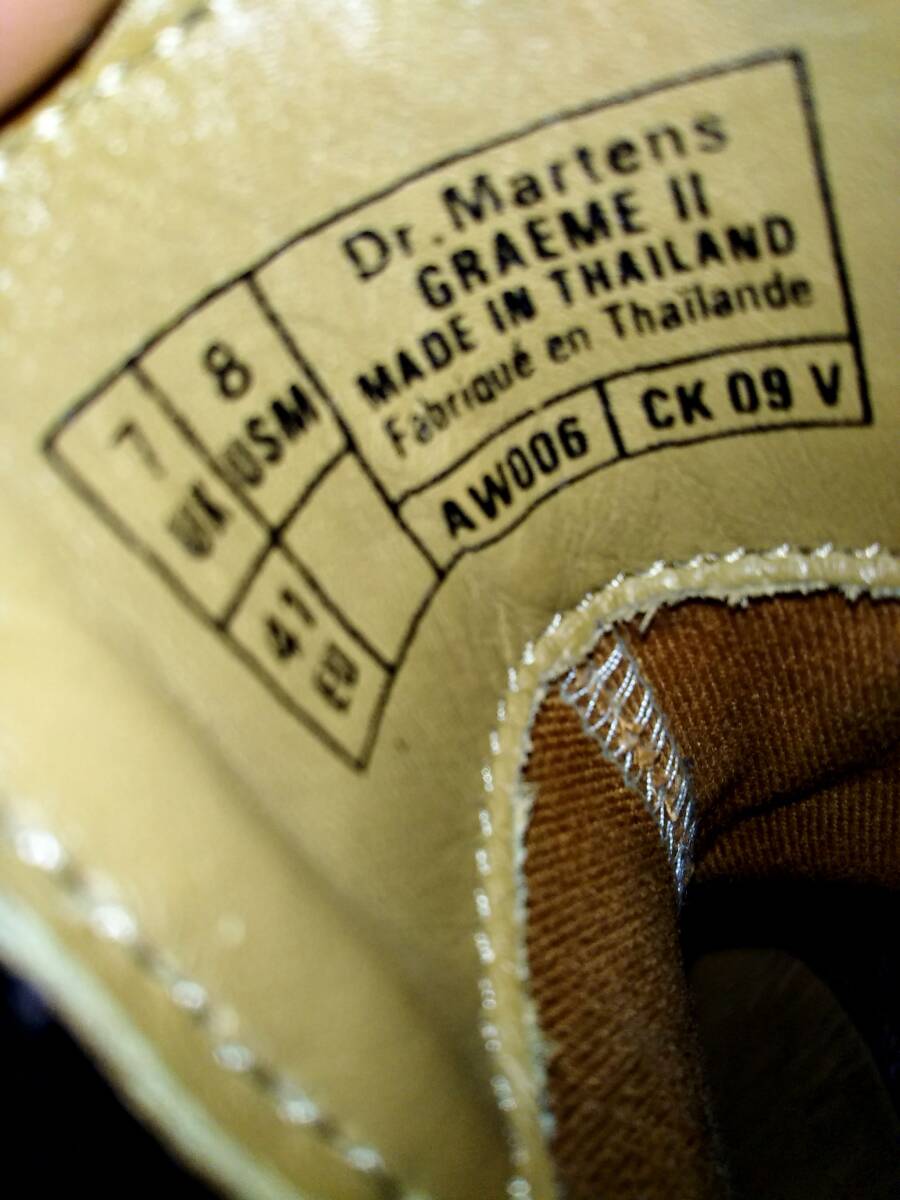 Dr. Martens
GRAEME II
MADE IN THAILAND
Fabriqué en Thaïlande
AW006
CK 09 V
7
UK
8
USM
41
EU